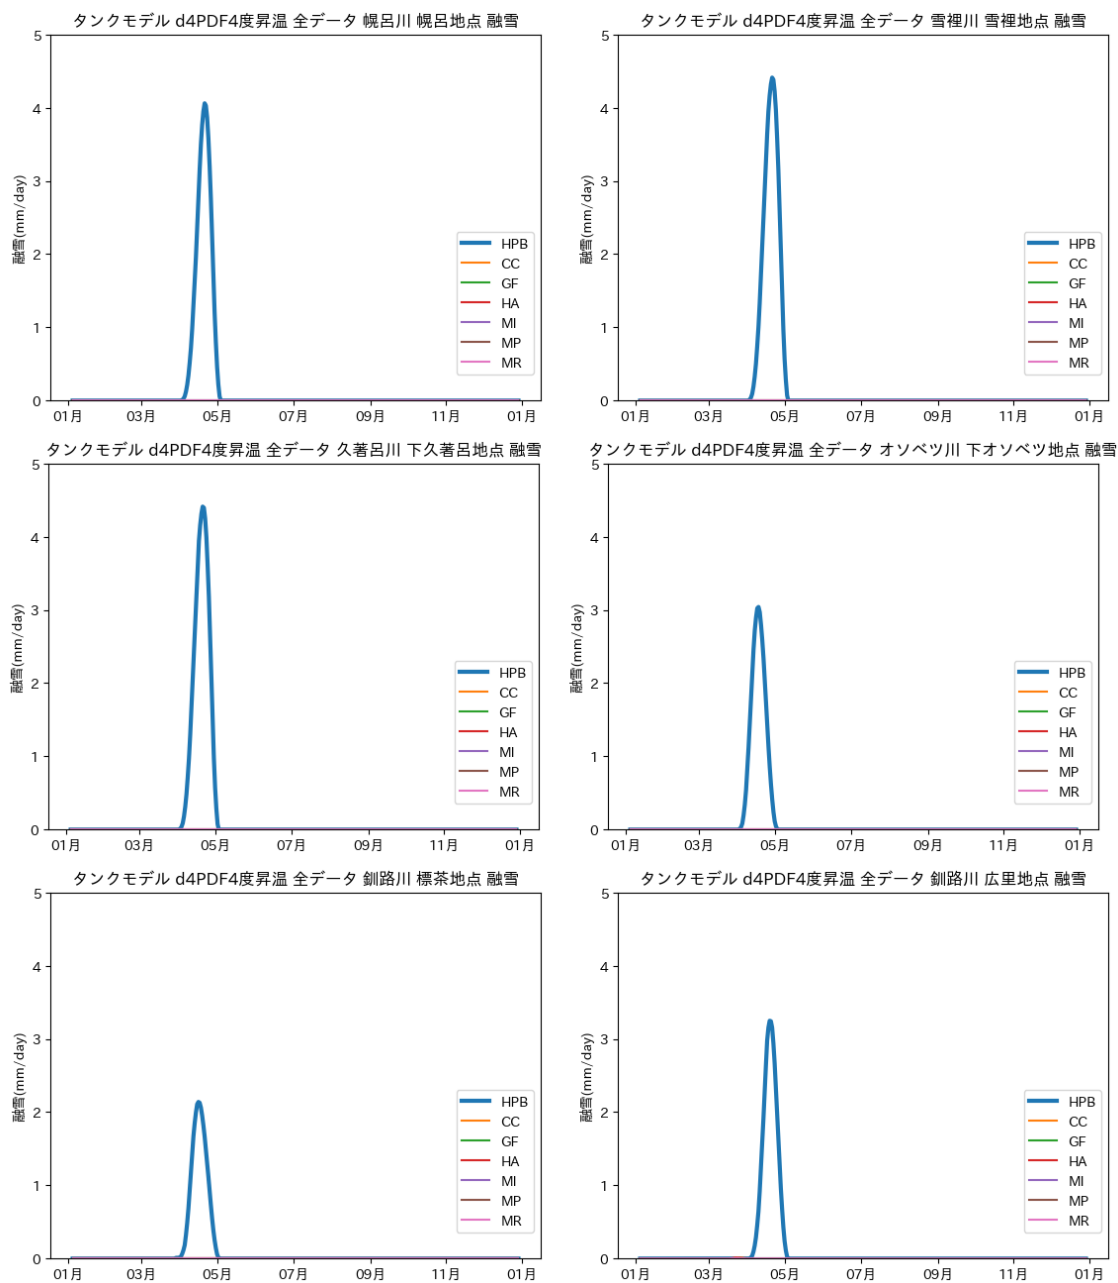 タンクモデル d4PDF4度昇温 全データ 幌呂川 幌呂地点 融雪
5
4
3
2
1
0
融雪(mm/day)
HPB
CC
GF
HA
MI
MP
MR
01月 03月 05月 07月 09月 11月 01月
タンクモデル d4PDF4度昇温 全データ 雪裡川 雪裡地点 融雪
5
4
3
2
1
0
融雪(mm/day)
HPB
CC
GF
HA
MI
MP
MR
01月 03月 05月 07月 09月 11月 01月
タンクモデル d4PDF4度昇温 全データ 久著呂川 下久著呂地点 融雪
5
4
3
2
1
0
融雪(mm/day)
HPB
CC
GF
HA
MI
MP
MR
01月 03月 05月 07月 09月 11月 01月
タンクモデル d4PDF4度昇温 全データ オソベツ川 下オソベツ地点 融雪
5
4
3
2
1
0
融雪(mm/day)
HPB
CC
GF
HA
MI
MP
MR
01月 03月 05月 07月 09月 11月 01月
タンクモデル d4PDF4度昇温 全データ 釧路川 標茶地点 融雪
5
4
3
2
1
0
融雪(mm/day)
HPB
CC
GF
HA
MI
MP
MR
01月 03月 05月 07月 09月 11月 01月
タンクモデル d4PDF4度昇温 全データ 釧路川 広里地点 融雪
5
4
3
2
1
0
融雪(mm/day)
HPB
CC
GF
HA
MI
MP
MR
01月 03月 05月 07月 09月 11月 01月